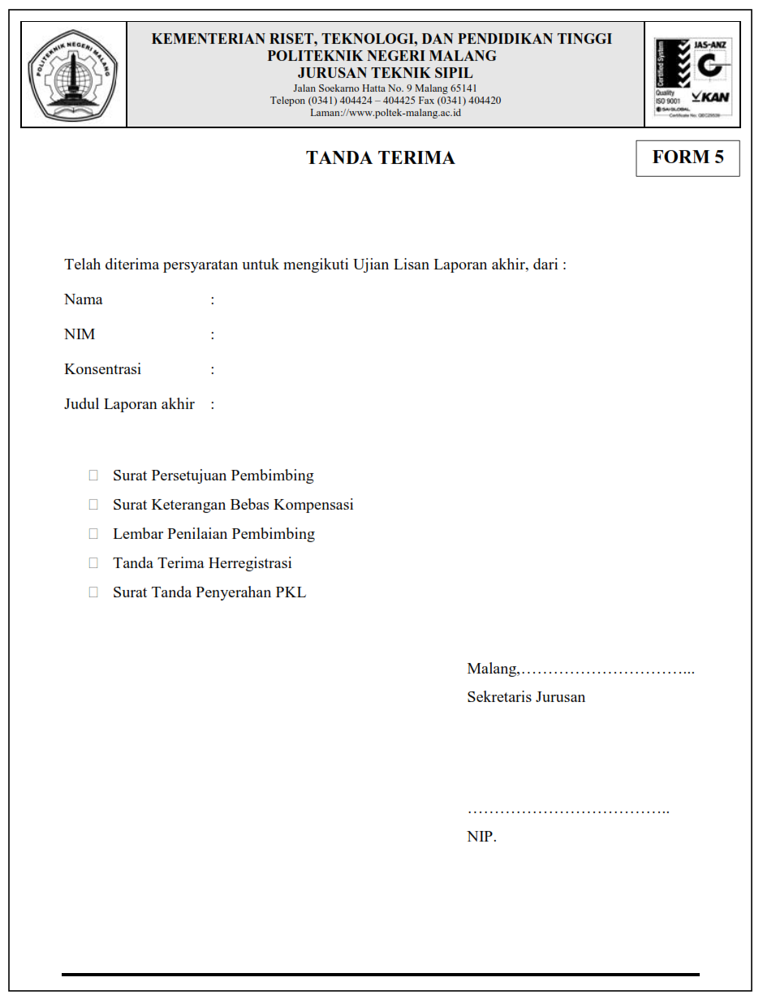 POLITEKNIK NEGERI MALANG
KEMENTERIAN RISET, TEKNOLOGI, DAN PENDIDIKAN TINGGI
POLITEKNIK NEGERI MALANG
JURUSAN TEKNIK SIPIL
Jalan Soekarno Hatta No. 9 Malang 65141
Telepon (0341) 404424 – 404425 Fax (0341) 404420
Laman://www.poltek-malang.ac.id
Certified System
JAS-ANZ
Quality
ISO 9001
KAN
SAI GLOBAL
Certificate No.
TANDA TERIMA
FORM 5
Telah diterima persyaratan untuk mengikuti Ujian Lisan Laporan akhir, dari :
Nama :
NIM :
Konsentrasi :
Judul Laporan akhir :
Surat Persetujuan Pembimbing
Surat Keterangan Bebas Kompensasi
Lembar Penilaian Pembimbing
Tanda Terima Herregistrasi
Surat Tanda Penyerahan PKL
Malang,…………………………...
Sekretaris Jurusan
………………………………..
NIP.